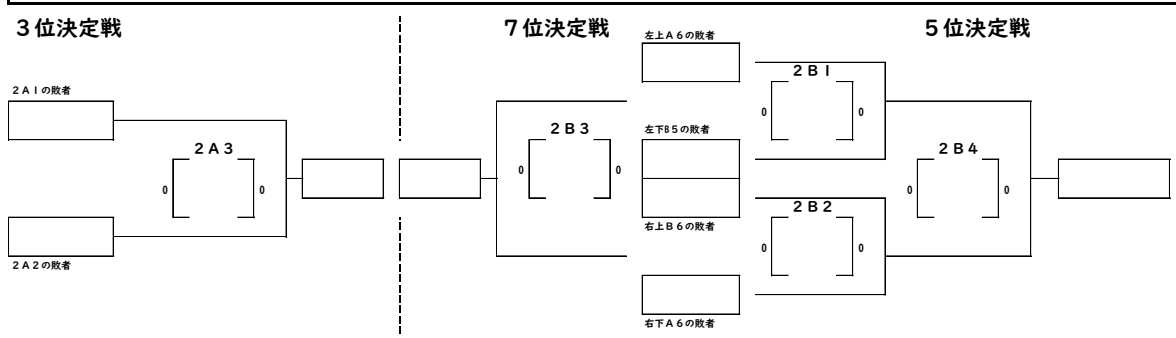 3位決定戦
7位決定戦
5位決定戦
2A1の敗者
2A3
0
0
2A2の敗者
2B3
0
0
左上A6の敗者
左下B5の敗者
右上B6の敗者
右下A6の敗者
2B1
0
0
2B2
0
0
2B4
0
0